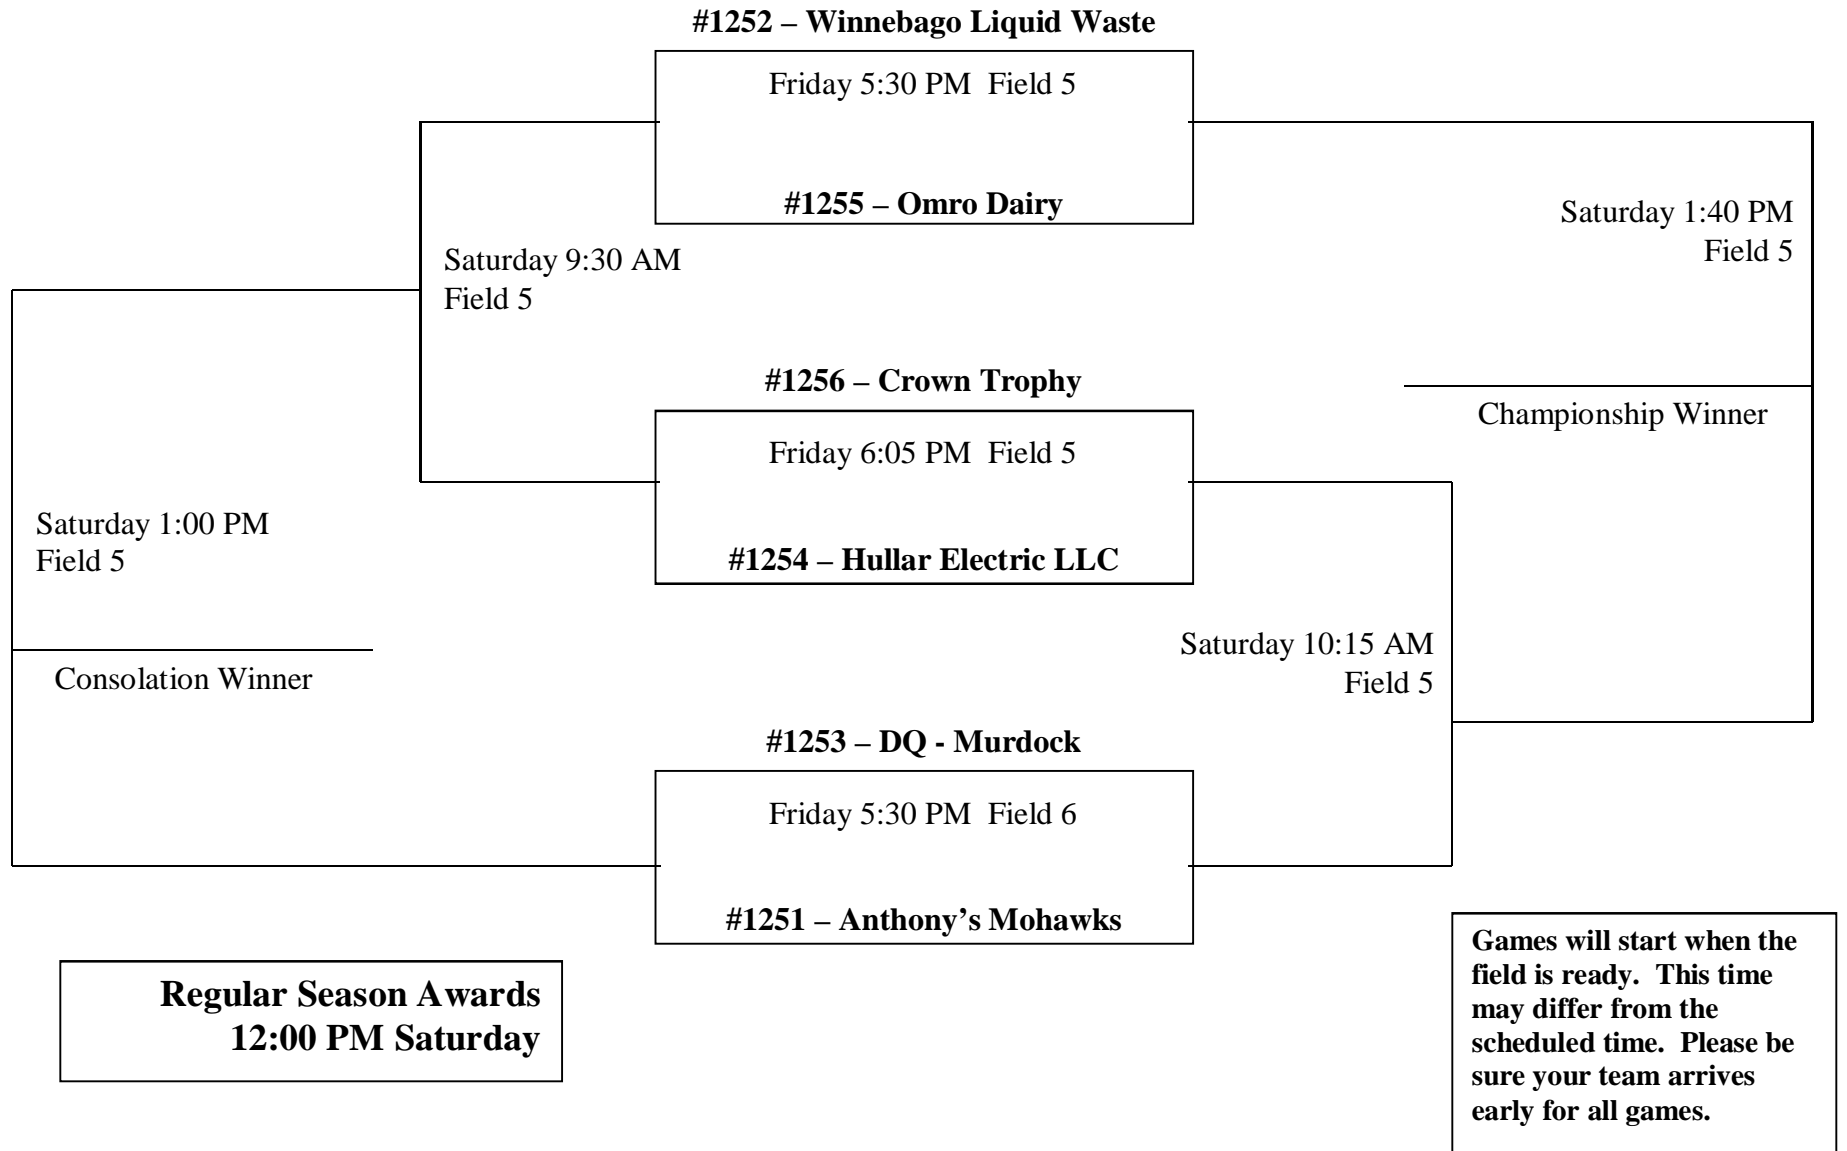 #1252 – Winnebago Liquid Waste
Friday 5:30 PM  Field 5
#1255 – Omro Dairy
Saturday 1:40 PM
Field 5
Saturday 9:30 AM
Field 5
#1256 – Crown Trophy
Championship Winner
Friday 6:05 PM  Field 5
Saturday 1:00 PM
Field 5
#1254 – Hullar Electric LLC
Saturday 10:15 AM
Field 5
Consolation Winner
#1253 – DQ - Murdock
Friday 5:30 PM  Field 6
#1251 – Anthony’s Mohawks
Regular Season Awards
12:00 PM Saturday
Games will start when the
field is ready.  This time
may differ from the
scheduled time.  Please be
sure your team arrives
early for all games.